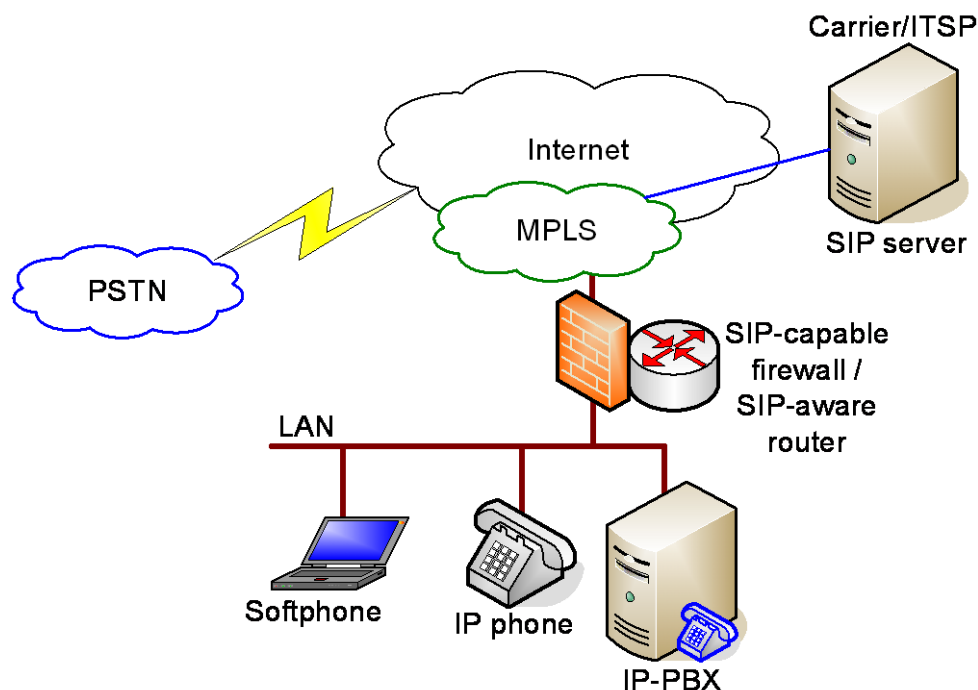 Carrier/ITSP
Internet
MPLS
SIP server
PSTN
SIP-capable
firewall /
SIP-aware
router
LAN
Softphone
IP phone
IP-PBX